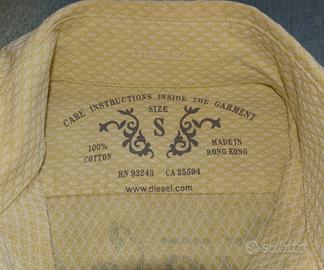 CARE INSTRUCTIONS INSIDE THE GARMENT
SIZE
S
100%
COTTON
MADE IN
HONG KONG
RN 93243 CA 25594
www.diesel.com
subito